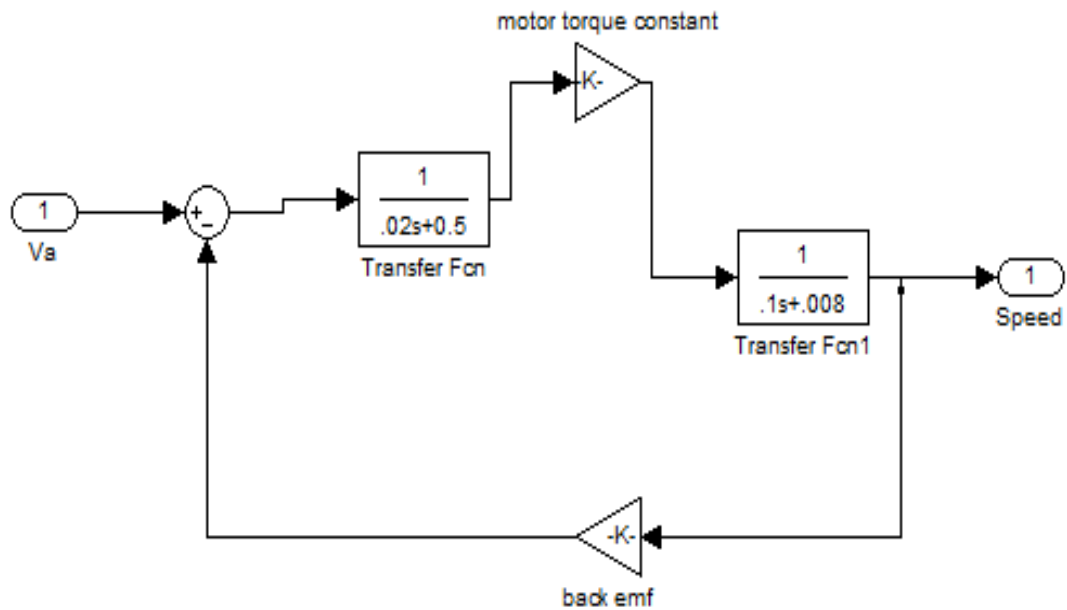 motor torque constant
K-
1
Va
+
−
1
.02s+0.5
Transfer Fcn
1
.1s+.008
Transfer Fcn1
1
Speed
-K-
back emf